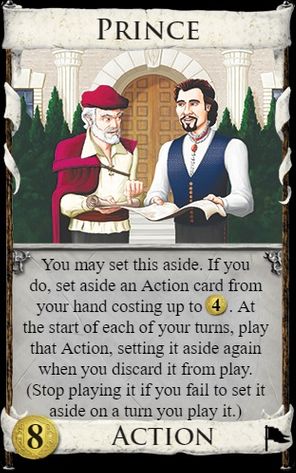 PRINCE
You may set this aside. If you
do, set aside an Action card from
your hand costing up to 4. At
the start of each of your turns, play
that Action, setting it aside again
when you discard it from play.
(Stop playing it if you fail to set it
aside on a turn you play it.)
8 ACTION